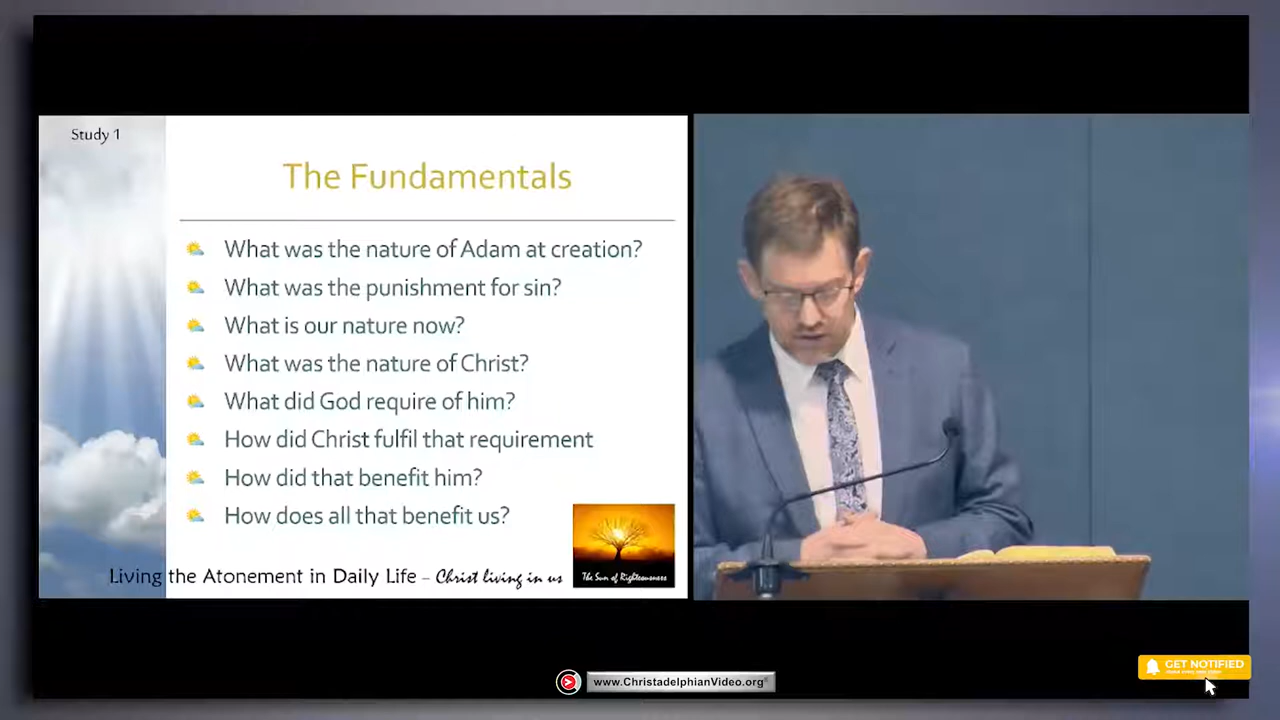 Study 1
The Fundamentals
What was the nature of Adam at creation?
What was the punishment for sin?
What is our nature now?
What was the nature of Christ?
What did God require of him?
How did Christ fulfil that requirement
How did that benefit him?
How does all that benefit us?
The Sun of Righteousness
Living the Atonement in Daily Life – Christ living in us
www.ChristadelphianVideo.org
GET NOTIFIED